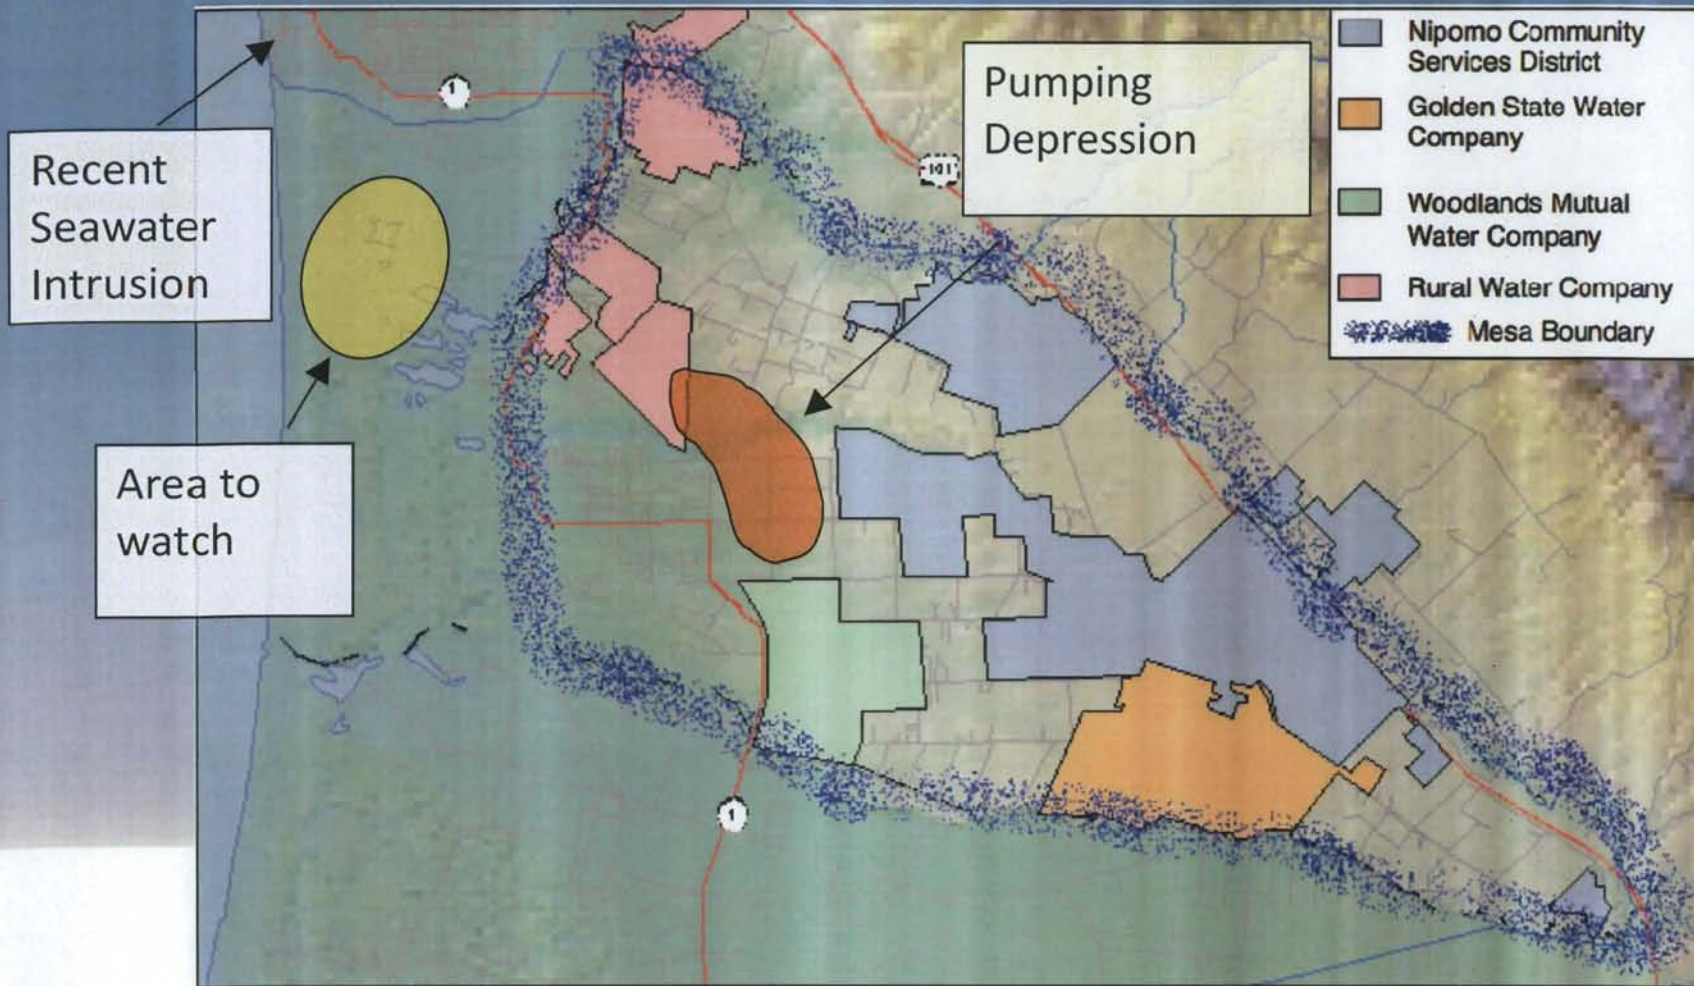 Recent
Seawater
Intrusion
Area to
watch
1
Pumping
Depression
101
1
Nipomo Community
Services District
Golden State Water
Company
Woodlands Mutual
Water Company
Rural Water Company
Mesa Boundary